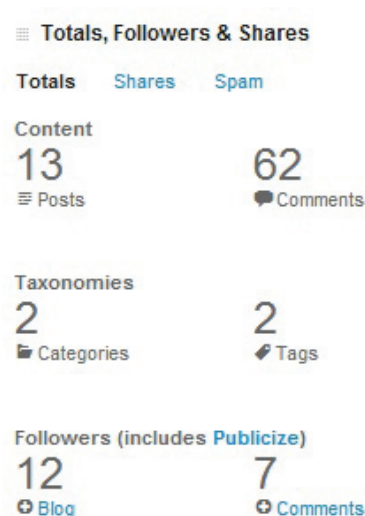 Totals, Followers & Shares
Totals Shares Spam
Content
13 62
Posts Comments
Taxonomies
2 2
Categories Tags
Followers (includes Publicize)
12 7
Blog Comments